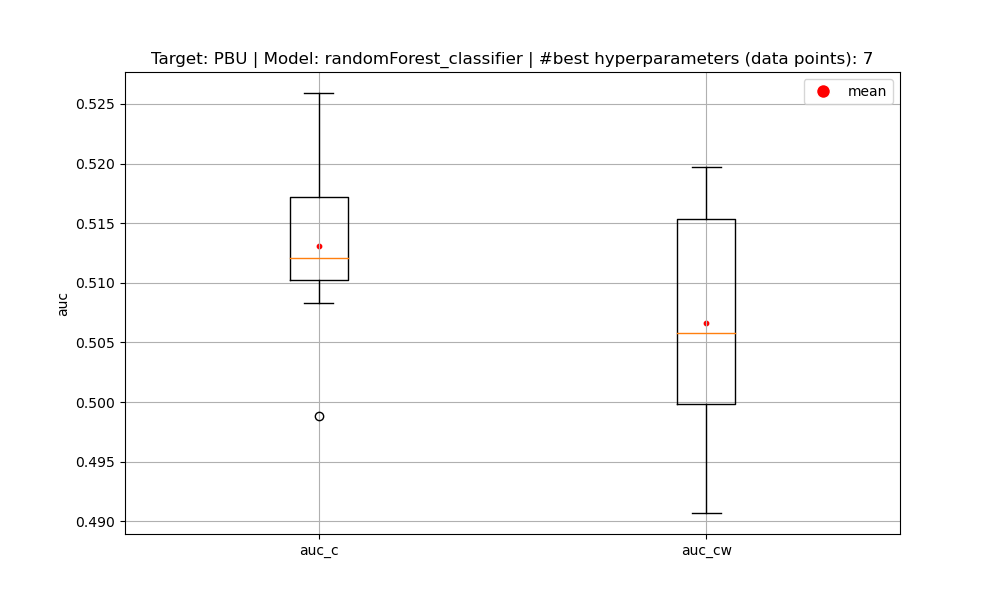 Target: PBU | Model: randomForest_classifier | #best hyperparameters (data points): 7
mean
0.525
0.520
0.515
0.510
0.505
0.500
0.495
0.490
auc
auc_c
auc_cw